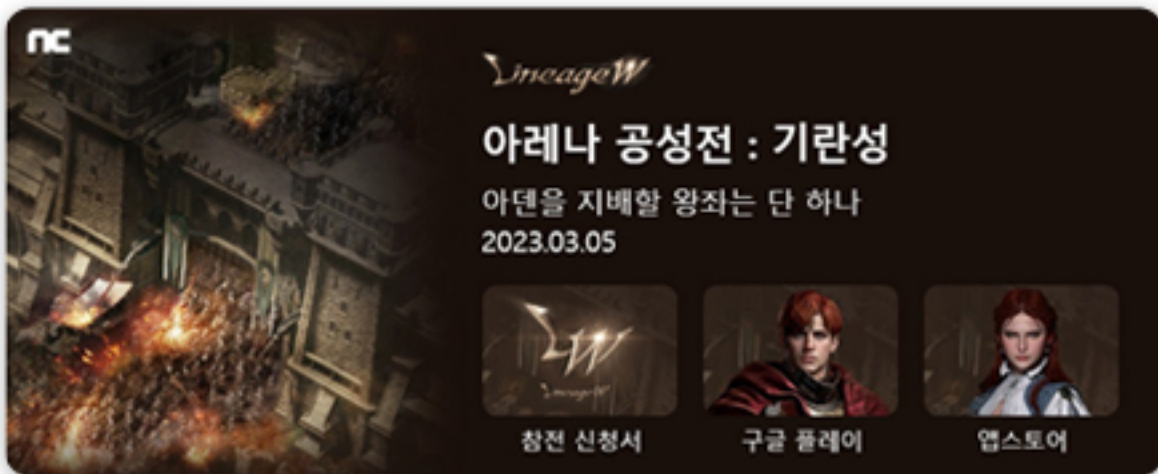 nc
LineageW
아레나 공성전 : 기란성
아덴을 지배할 왕좌는 단 하나
2023.03.05
LW
LineageW
참전 신청서
구글 플레이
앱스토어